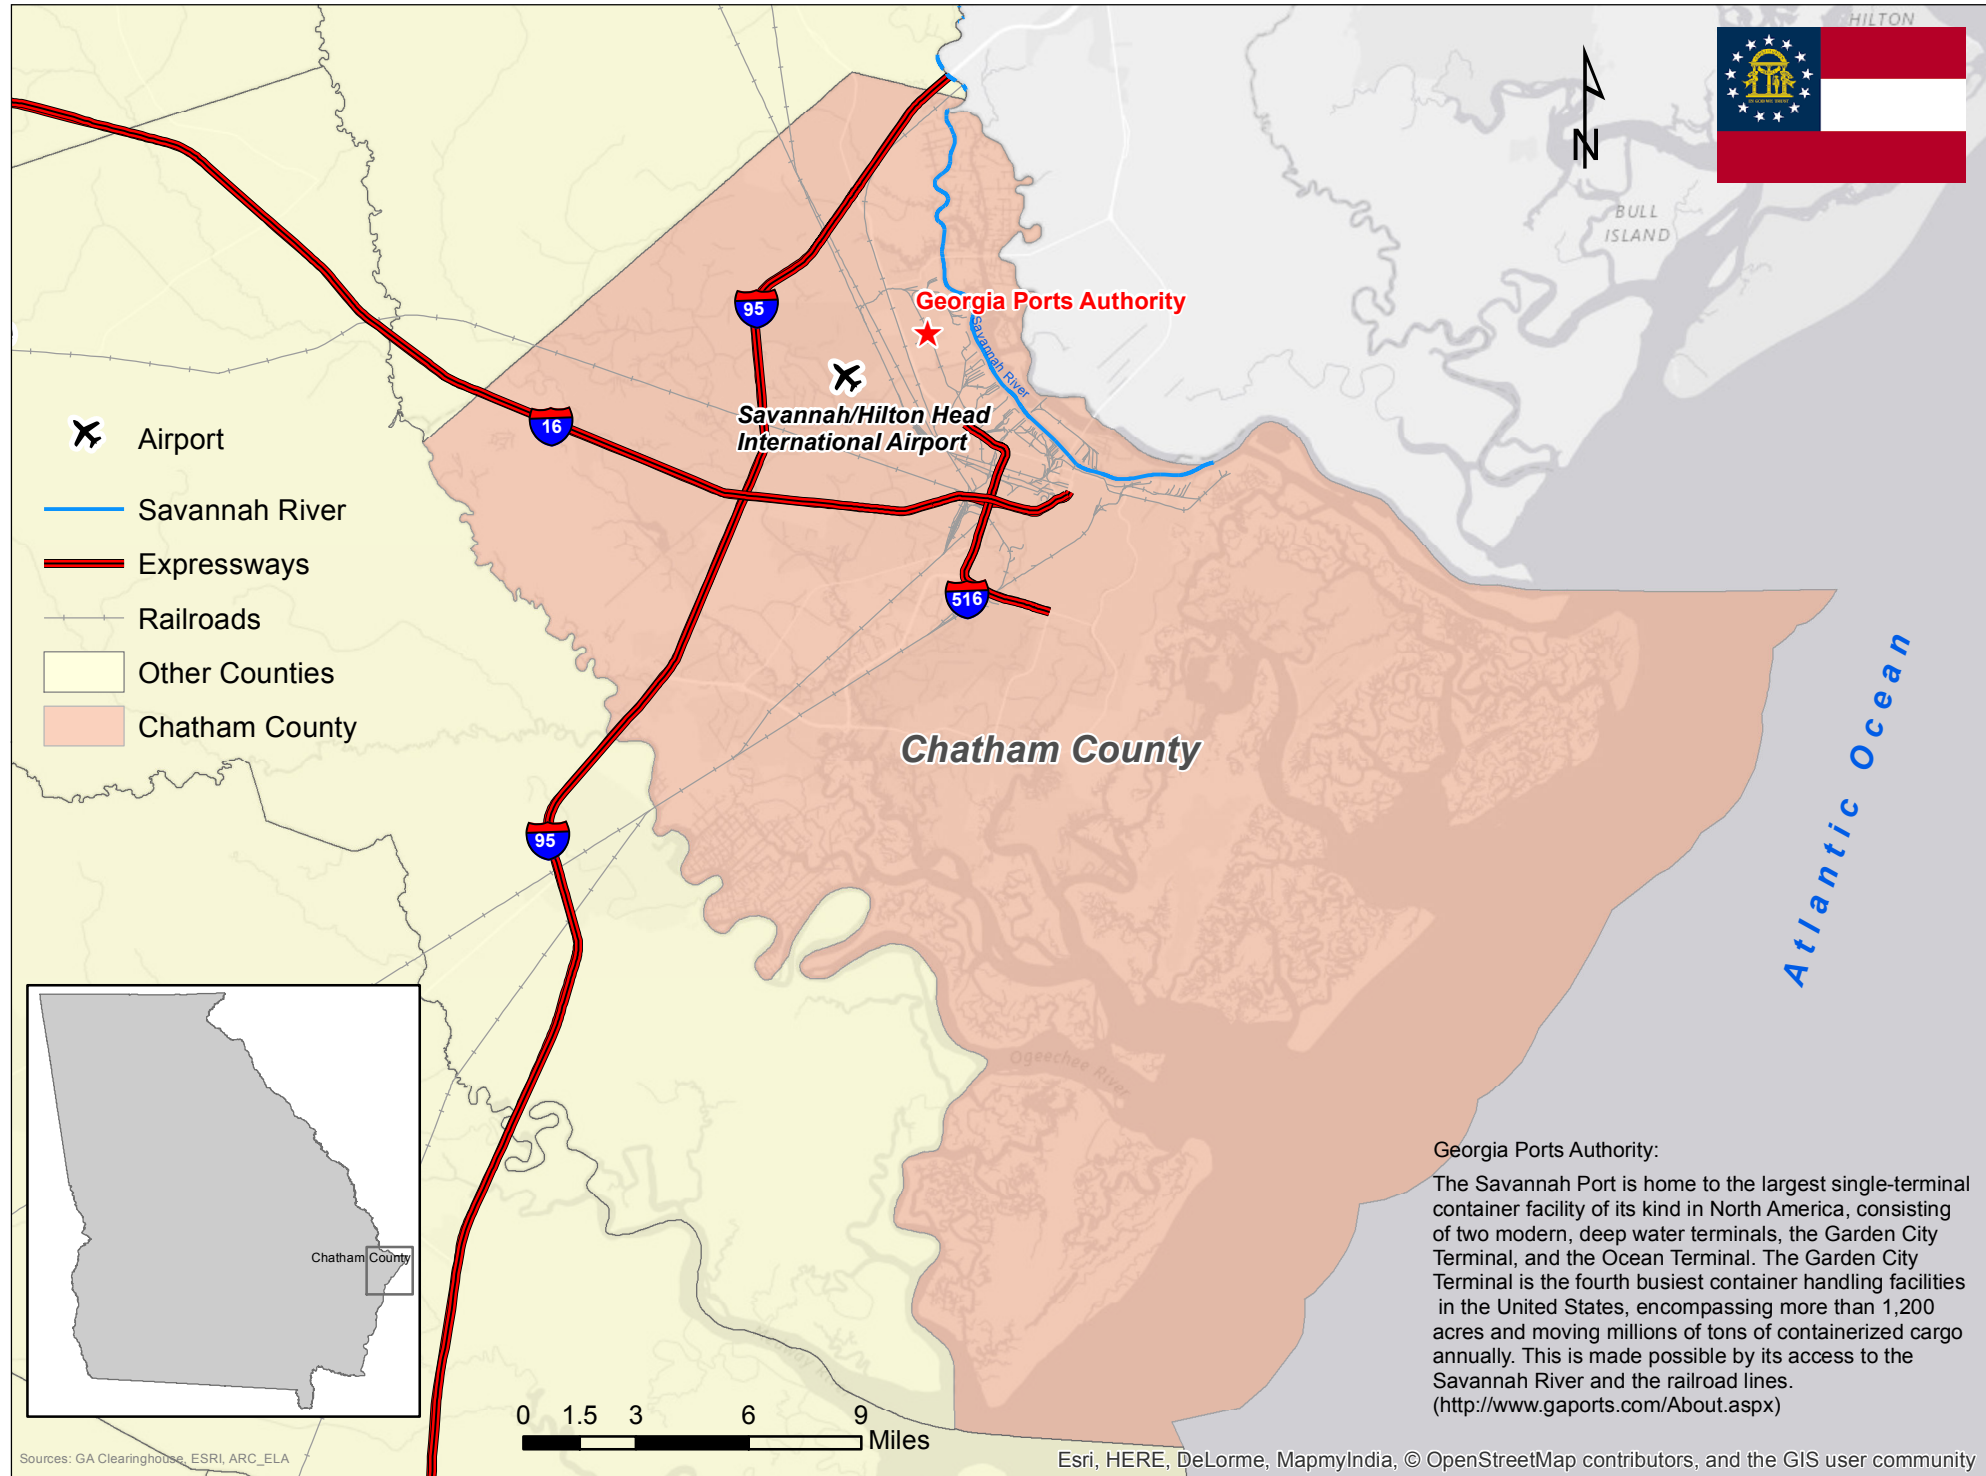 HILTON
BULL
ISLAND
N
95
Georgia Ports Authority
Savannah River
Savannah/Hilton Head
International Airport
16
516
95
Airport
Savannah River
Expressways
Railroads
Other Counties
Chatham County
Chatham County
Atlantic Ocean
Ogeechee River
Chatham County
Georgia Ports Authority:
The Savannah Port is home to the largest single-terminal
container facility of its kind in North America, consisting
of two modern, deep water terminals, the Garden City
Terminal, and the Ocean Terminal. The Garden City
Terminal is the fourth busiest container handling facilities
in the United States, encompassing more than 1,200
acres and moving millions of tons of containerized cargo
annually. This is made possible by its access to the
Savannah River and the railroad lines.
(http://www.gaports.com/About.aspx)
0 1.5 3 6 9
Miles
Sources: GA Clearinghouse, ESRI, ARC_ELA
Esri, HERE, DeLorme, MapmyIndia, © OpenStreetMap contributors, and the GIS user community